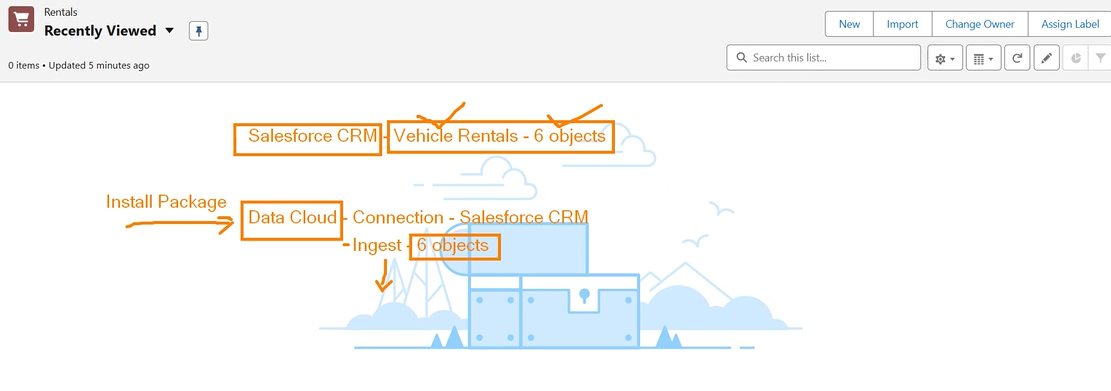 Rentals
Recently Viewed
New Import Change Owner Assign Label
0 items • Updated 5 minutes ago
Search this list...
Salesforce CRM - Vehicle Rentals - 6 objects
Install Package
Data Cloud - Connection - Salesforce CRM
- Ingest - 6 objects